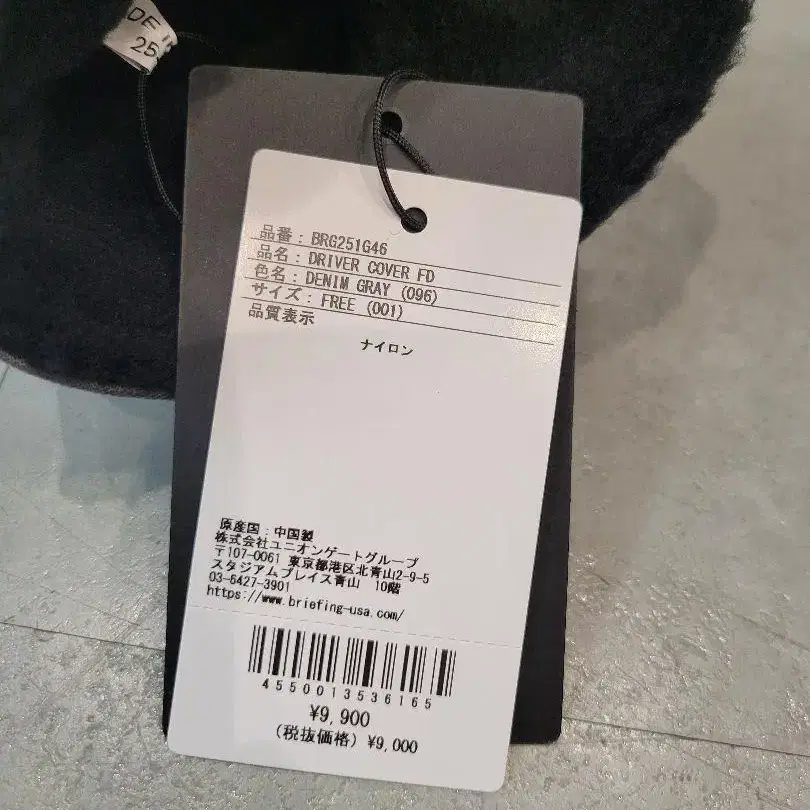 DE I
25
品番：BRG251G46
品名：DRIVER COVER FD
色名：DENIM GRAY (096)
サイズ：FREE (001)
品質表示
ナイロン
原産国：中国製
株式会社ユニオンゲートグループ
〒107-0061 東京都港区北青山2-9-5
スタジアムプレイス青山 10階
03-6427-3901
https://www.briefing-usa.com/
4550013536165
¥9,900
(税抜価格) ¥9,000